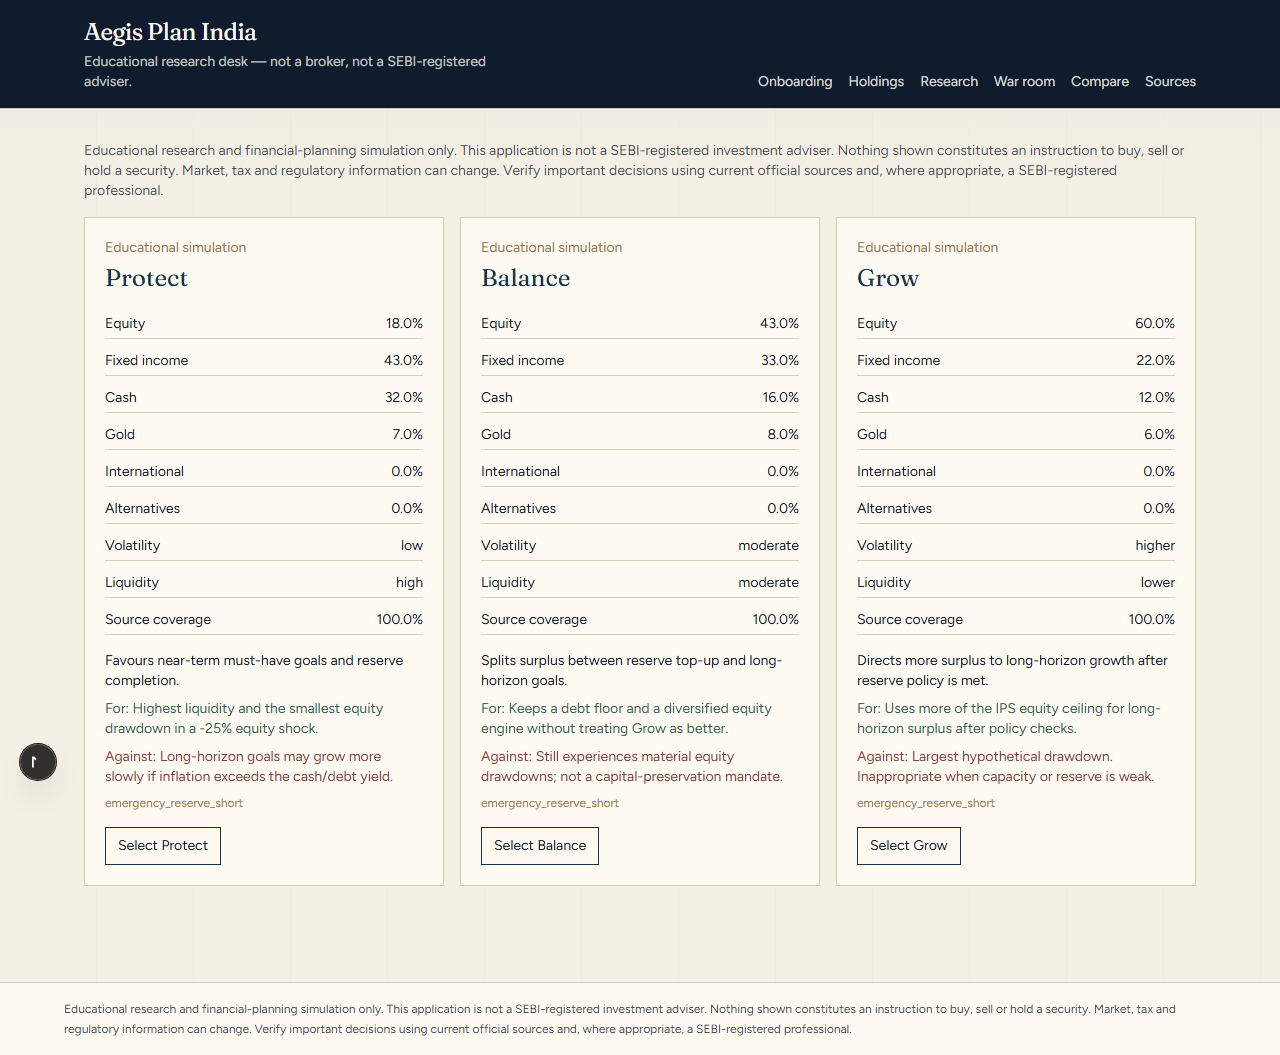 Aegis Plan India
Educational research desk — not a broker, not a SEBI-registered
adviser.
Onboarding Holdings Research War room Compare Sources
Educational research and financial-planning simulation only. This application is not a SEBI-registered investment adviser. Nothing shown constitutes an instruction to buy, sell or
hold a security. Market, tax and regulatory information can change. Verify important decisions using current official sources and, where appropriate, a SEBI-registered
professional.
Educational simulation
Protect
Equity 18.0%
Fixed income 43.0%
Cash 32.0%
Gold 7.0%
International 0.0%
Alternatives 0.0%
Volatility low
Liquidity high
Source coverage 100.0%
Favours near-term must-have goals and reserve
completion.
For: Highest liquidity and the smallest equity
drawdown in a -25% equity shock.
Against: Long-horizon goals may grow more
slowly if inflation exceeds the cash/debt yield.
emergency_reserve_short
Select Protect
Educational simulation
Balance
Equity 43.0%
Fixed income 33.0%
Cash 16.0%
Gold 8.0%
International 0.0%
Alternatives 0.0%
Volatility moderate
Liquidity moderate
Source coverage 100.0%
Splits surplus between reserve top-up and long-
horizon goals.
For: Keeps a debt floor and a diversified equity
engine without treating Grow as better.
Against: Still experiences material equity
drawdowns; not a capital-preservation mandate.
emergency_reserve_short
Select Balance
Educational simulation
Grow
Equity 60.0%
Fixed income 22.0%
Cash 12.0%
Gold 6.0%
International 0.0%
Alternatives 0.0%
Volatility higher
Liquidity lower
Source coverage 100.0%
Directs more surplus to long-horizon growth after
reserve policy is met.
For: Uses more of the IPS equity ceiling for long-
horizon surplus after policy checks.
Against: Largest hypothetical drawdown.
Inappropriate when capacity or reserve is weak.
emergency_reserve_short
Select Grow
Educational research and financial-planning simulation only. This application is not a SEBI-registered investment adviser. Nothing shown constitutes an instruction to buy, sell or hold a security. Market, tax and
regulatory information can change. Verify important decisions using current official sources and, where appropriate, a SEBI-registered professional.